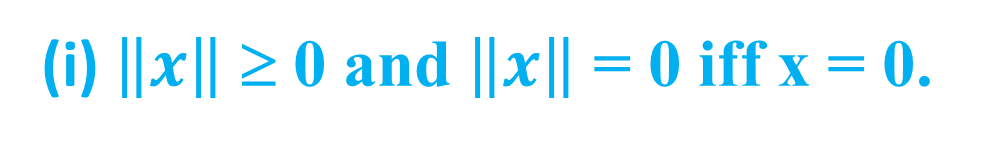 (i) ||x|| ≥ 0 and ||x|| = 0 iff x = 0.